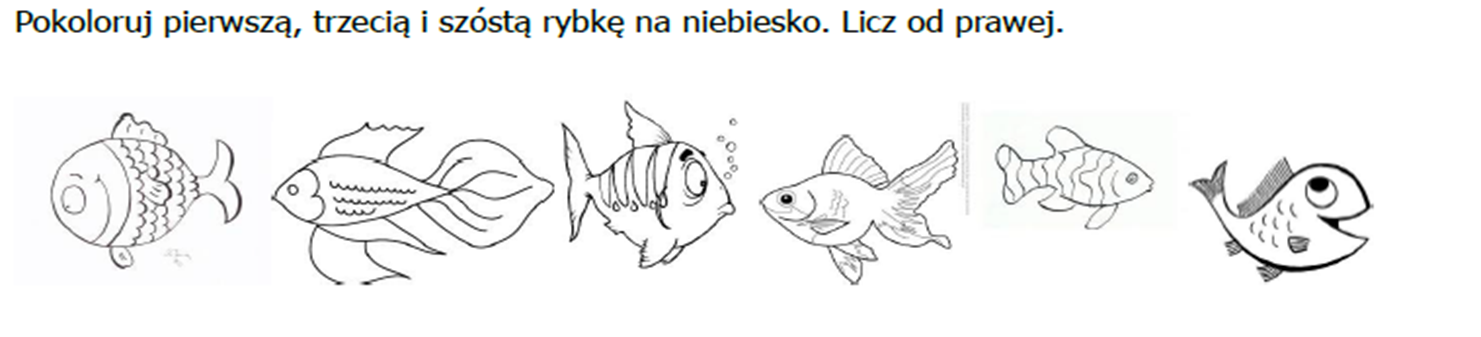 Pokoloruj pierwszą, trzecią i szóstą rybkę na niebiesko. Licz od prawej.